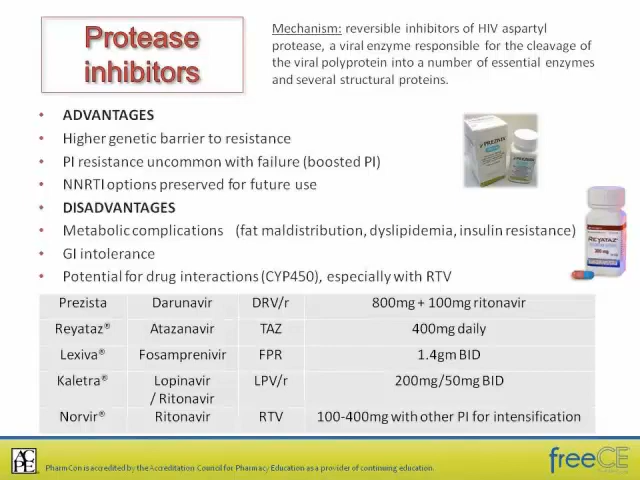 Protease
inhibitors
Mechanism: reversible inhibitors of HIV aspartyl
protease, a viral enzyme responsible for the cleavage of
the viral polyprotein into a number of essential enzymes
and several structural proteins.
• ADVANTAGES
• Higher genetic barrier to resistance
• PI resistance uncommon with failure (boosted PI)
• NNRTI options preserved for future use
• DISADVANTAGES
• Metabolic complications (fat maldistribution, dyslipidemia, insulin resistance)
• GI intolerance
• Potential for drug interactions (CYP450), especially with RTV
PREZISTA
REYATAZ
Prezista Darunavir DRV/r 800mg + 100mg ritonavir
Reyataz® Atazanavir TAZ 400mg daily
Lexiva® Fosamprenivir FPR 1.4gm BID
Kaletra® Lopinavir LPV/r 200mg/50mg BID
/ Ritonavir
Norvir® Ritonavir RTV 100-400mg with other PI for intensification
ACPE
PharmCon is accredited by the Accreditation Council for Pharmacy Education as a provider of continuing education.
freeCE